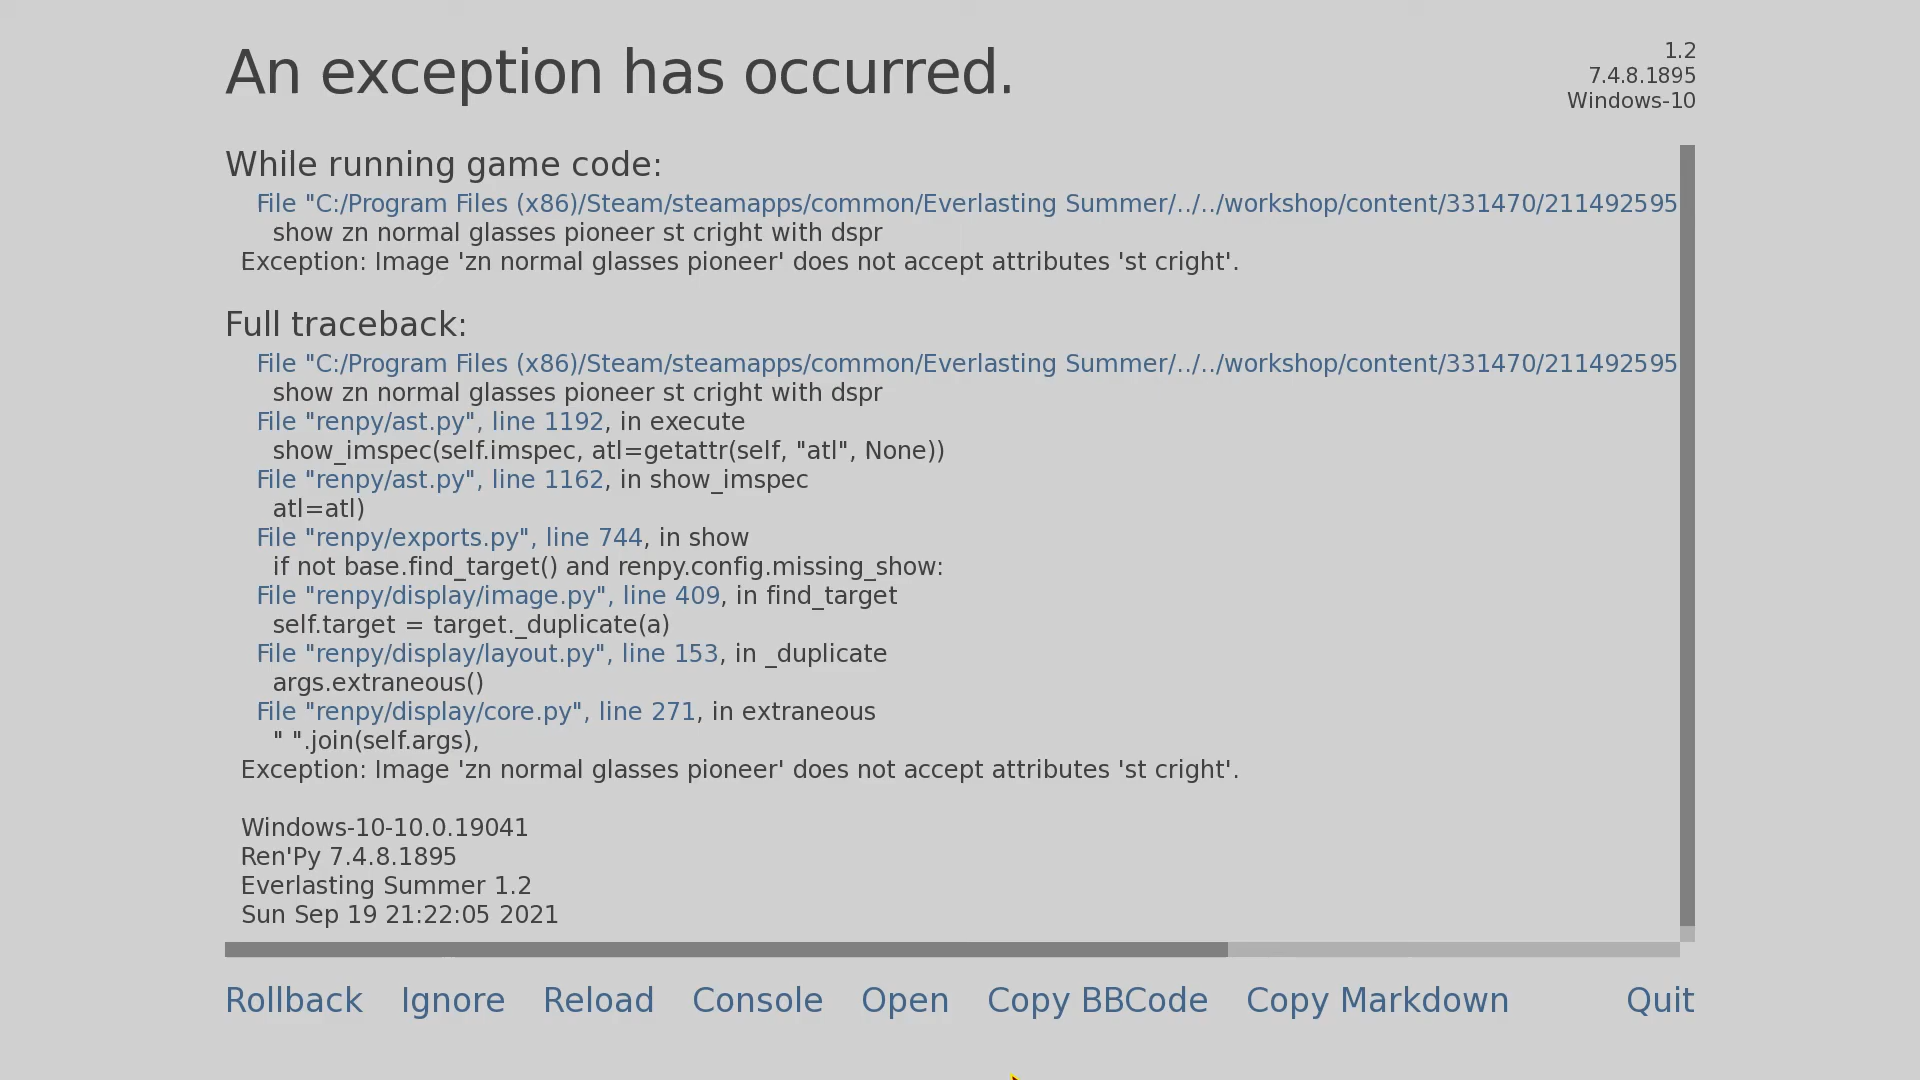 An exception has occurred.
1.2
7.4.8.1895
Windows-10
While running game code:
File "C:/Program Files (x86)/Steam/steamapps/common/Everlasting Summer/../../workshop/content/331470/211492595
show zn normal glasses pioneer st cright with dspr
Exception: Image 'zn normal glasses pioneer' does not accept attributes 'st cright'.
Full traceback:
File "C:/Program Files (x86)/Steam/steamapps/common/Everlasting Summer/../../workshop/content/331470/211492595
show zn normal glasses pioneer st cright with dspr
File "renpy/ast.py", line 1192, in execute
show_imspec(self.imspec, atl=getattr(self, "atl", None))
File "renpy/ast.py", line 1162, in show_imspec
atl=atl)
File "renpy/exports.py", line 744, in show
if not base.find_target() and renpy.config.missing_show:
File "renpy/display/image.py", line 409, in find_target
self.target = target._duplicate(a)
File "renpy/display/layout.py", line 153, in _duplicate
args.extraneous()
File "renpy/display/core.py", line 271, in extraneous
" ".join(self.args),
Exception: Image 'zn normal glasses pioneer' does not accept attributes 'st cright'.
Windows-10-10.0.19041
Ren'Py 7.4.8.1895
Everlasting Summer 1.2
Sun Sep 19 21:22:05 2021
Rollback Ignore Reload Console Open Copy BBCode Copy Markdown Quit